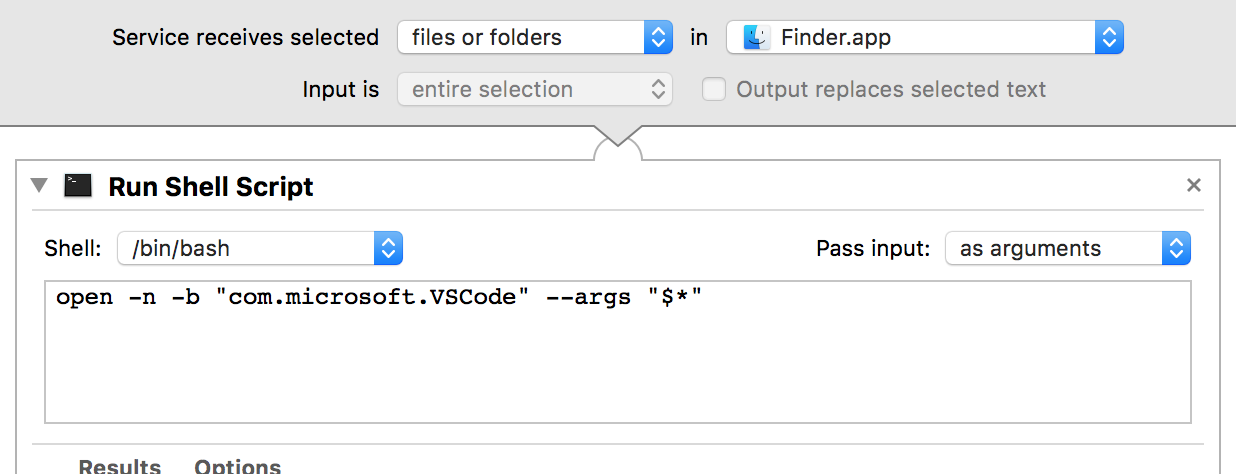 Service receives selected files or folders in Finder.app
Input is entire selection Output replaces selected text
Run Shell Script
Shell: /bin/bash Pass input: as arguments
open -n -b "com.microsoft.VSCode" --args "$*"
Results Options